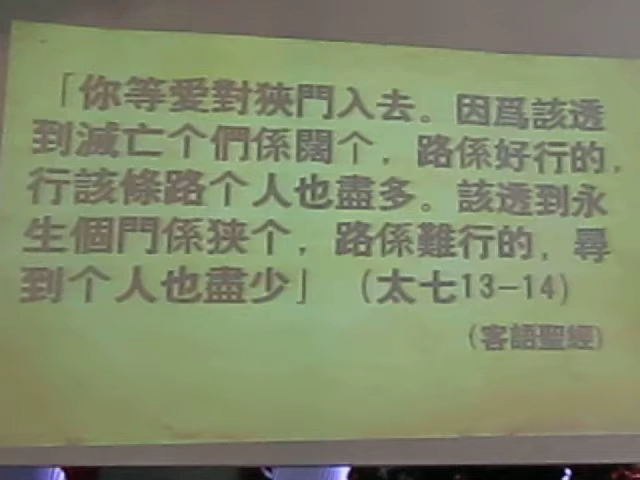 「你等愛對狹門入去。因爲該透
到滅亡个們係闊个，路係好行的，
行該條路个人也盡多。該透到永
生個門係狭个，路係難行的，尋
到个人也盡少」（太七13-14）
（客語聖經）